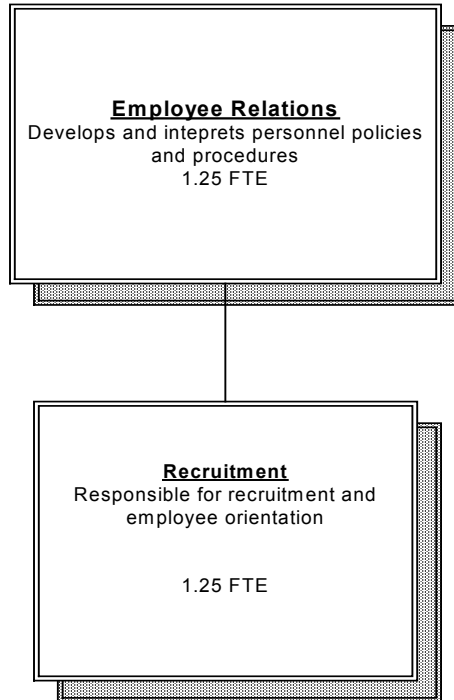 Employee Relations
Develops and inteprets personnel policies
and procedures
1.25 FTE
Recruitment
Responsible for recruitment and
employee orientation
1.25 FTE